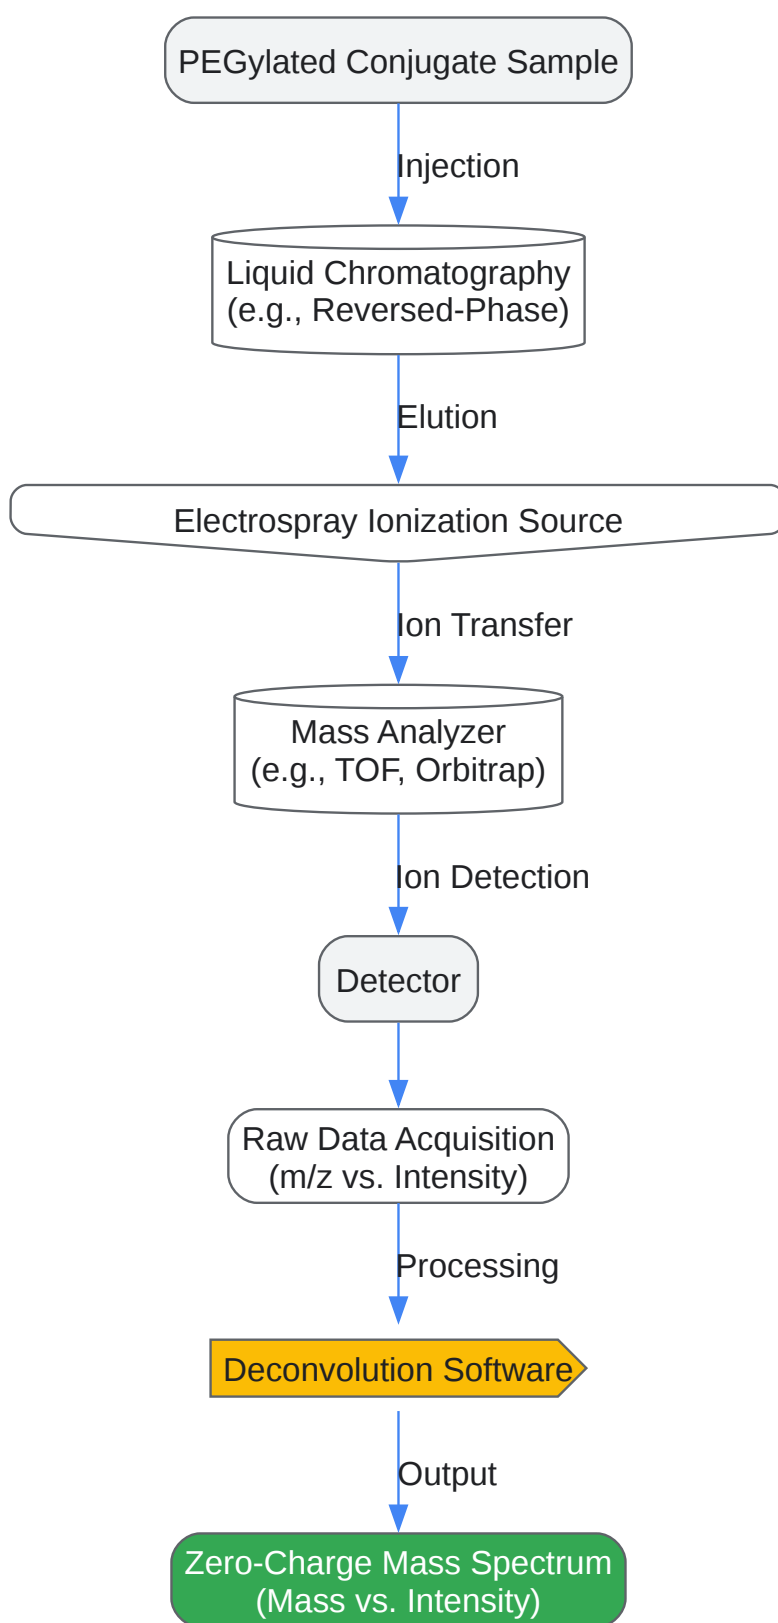 PEGylated Conjugate Sample
Injection
Liquid Chromatography
(e.g., Reversed-Phase)
Elution
Electrospray Ionization Source
Ion Transfer
Mass Analyzer
(e.g., TOF, Orbitrap)
Ion Detection
Detector
Raw Data Acquisition
(m/z vs. Intensity)
Processing
Deconvolution Software
Output
Zero-Charge Mass Spectrum
(Mass vs. Intensity)